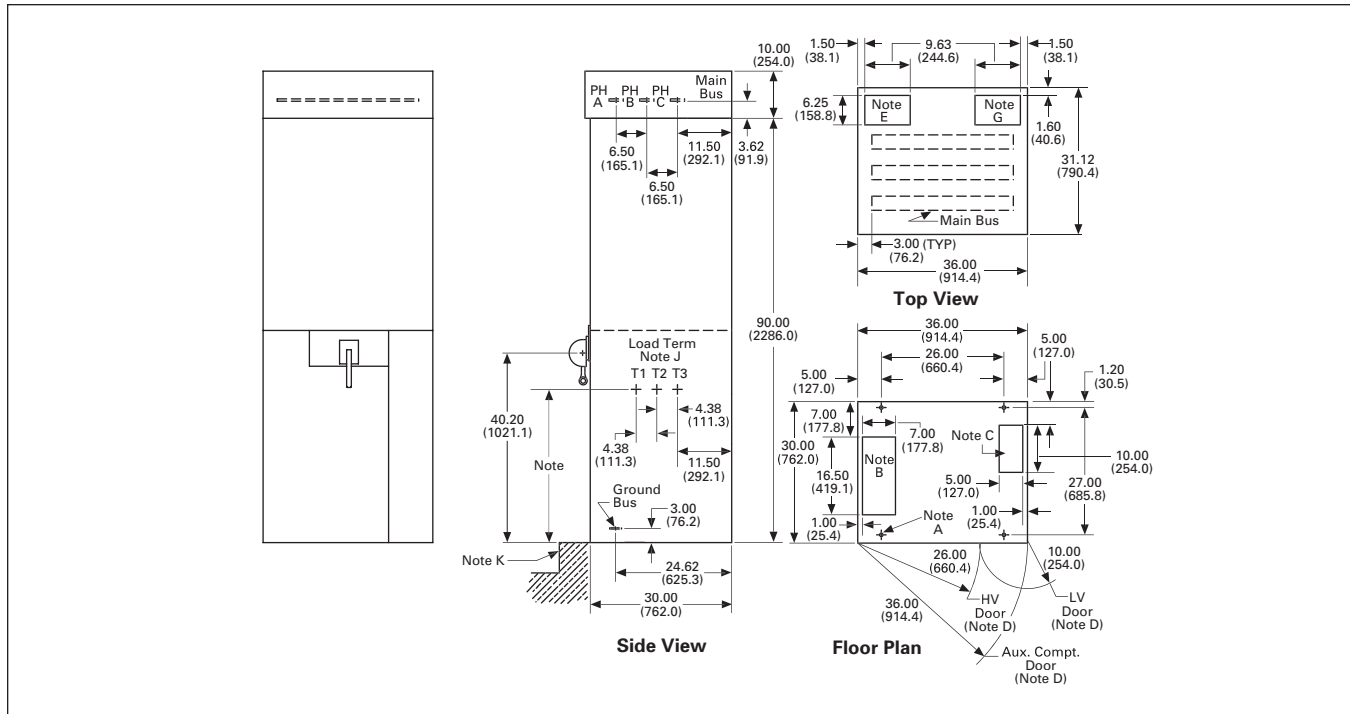 10.00
(254.0)
PH
A
PH
B
PH
C
Main
Bus
6.50
(165.1)
6.50
(165.1)
11.50
(292.1)
3.62
(91.9)
90.00
(2286.0)
Load Term
Note J
T1 T2 T3
4.38
(111.3)
4.38
(111.3)
11.50
(292.1)
40.20
(1021.1)
Note
Ground
Bus
3.00
(76.2)
Note K
24.62
(625.3)
30.00
(762.0)
Side View
1.50
(38.1)
9.63
(244.6)
1.50
(38.1)
6.25
(158.8)
Note
E
Note
G
1.60
(40.6)
31.12
(790.4)
Main Bus
3.00 (TYP)
(76.2)
36.00
(914.4)
Top View
36.00
(914.4)
26.00
(660.4)
5.00
(127.0)
5.00
(127.0)
1.20
(30.5)
7.00
(177.8)
7.00
(177.8)
30.00
(762.0)
Note
B
Note C
10.00
(254.0)
16.50
(419.1)
5.00
(127.0)
27.00
(685.8)
1.00
(25.4)
Note
A
1.00
(25.4)
26.00
(660.4)
10.00
(254.0)
36.00
(914.4)
HV
Door
(Note D)
LV
Door
(Note D)
Aux. Compt.
Door
(Note D)
Floor Plan